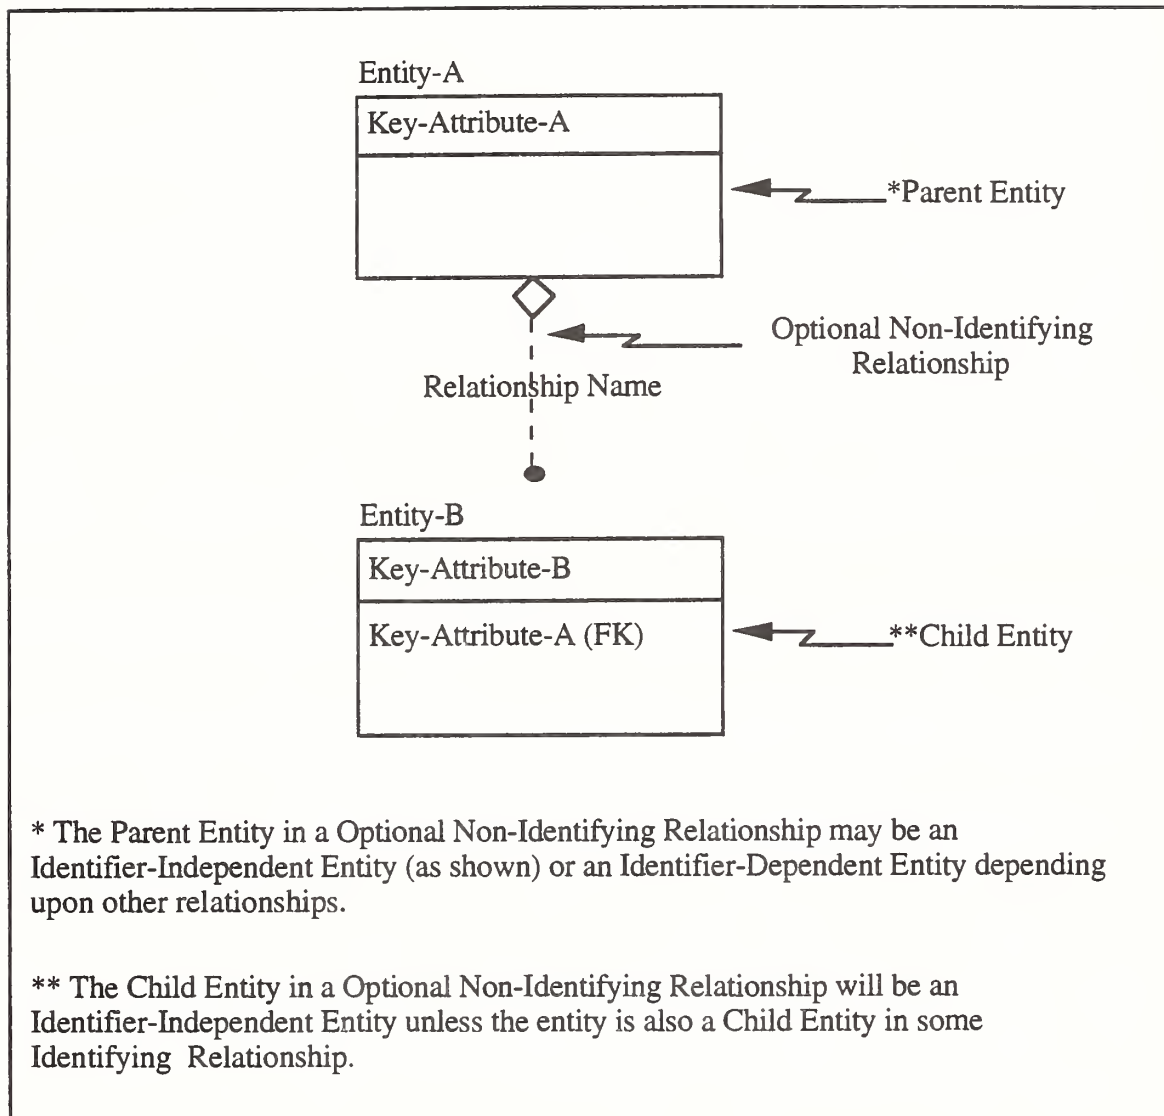 Entity-A
Key-Attribute-A
*Parent Entity
Optional Non-Identifying
Relationship
Relationship Name
Entity-B
Key-Attribute-B
Key-Attribute-A (FK)
**Child Entity
* The Parent Entity in a Optional Non-Identifying Relationship may be an
Identifier-Independent Entity (as shown) or an Identifier-Dependent Entity depending
upon other relationships.
** The Child Entity in a Optional Non-Identifying Relationship will be an
Identifier-Independent Entity unless the entity is also a Child Entity in some
Identifying Relationship.